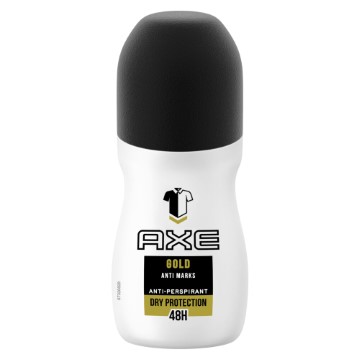 AXE
GOLD
ANTI MARKS
ANTI-PERSPIRANT
DRY PROTECTION
48H